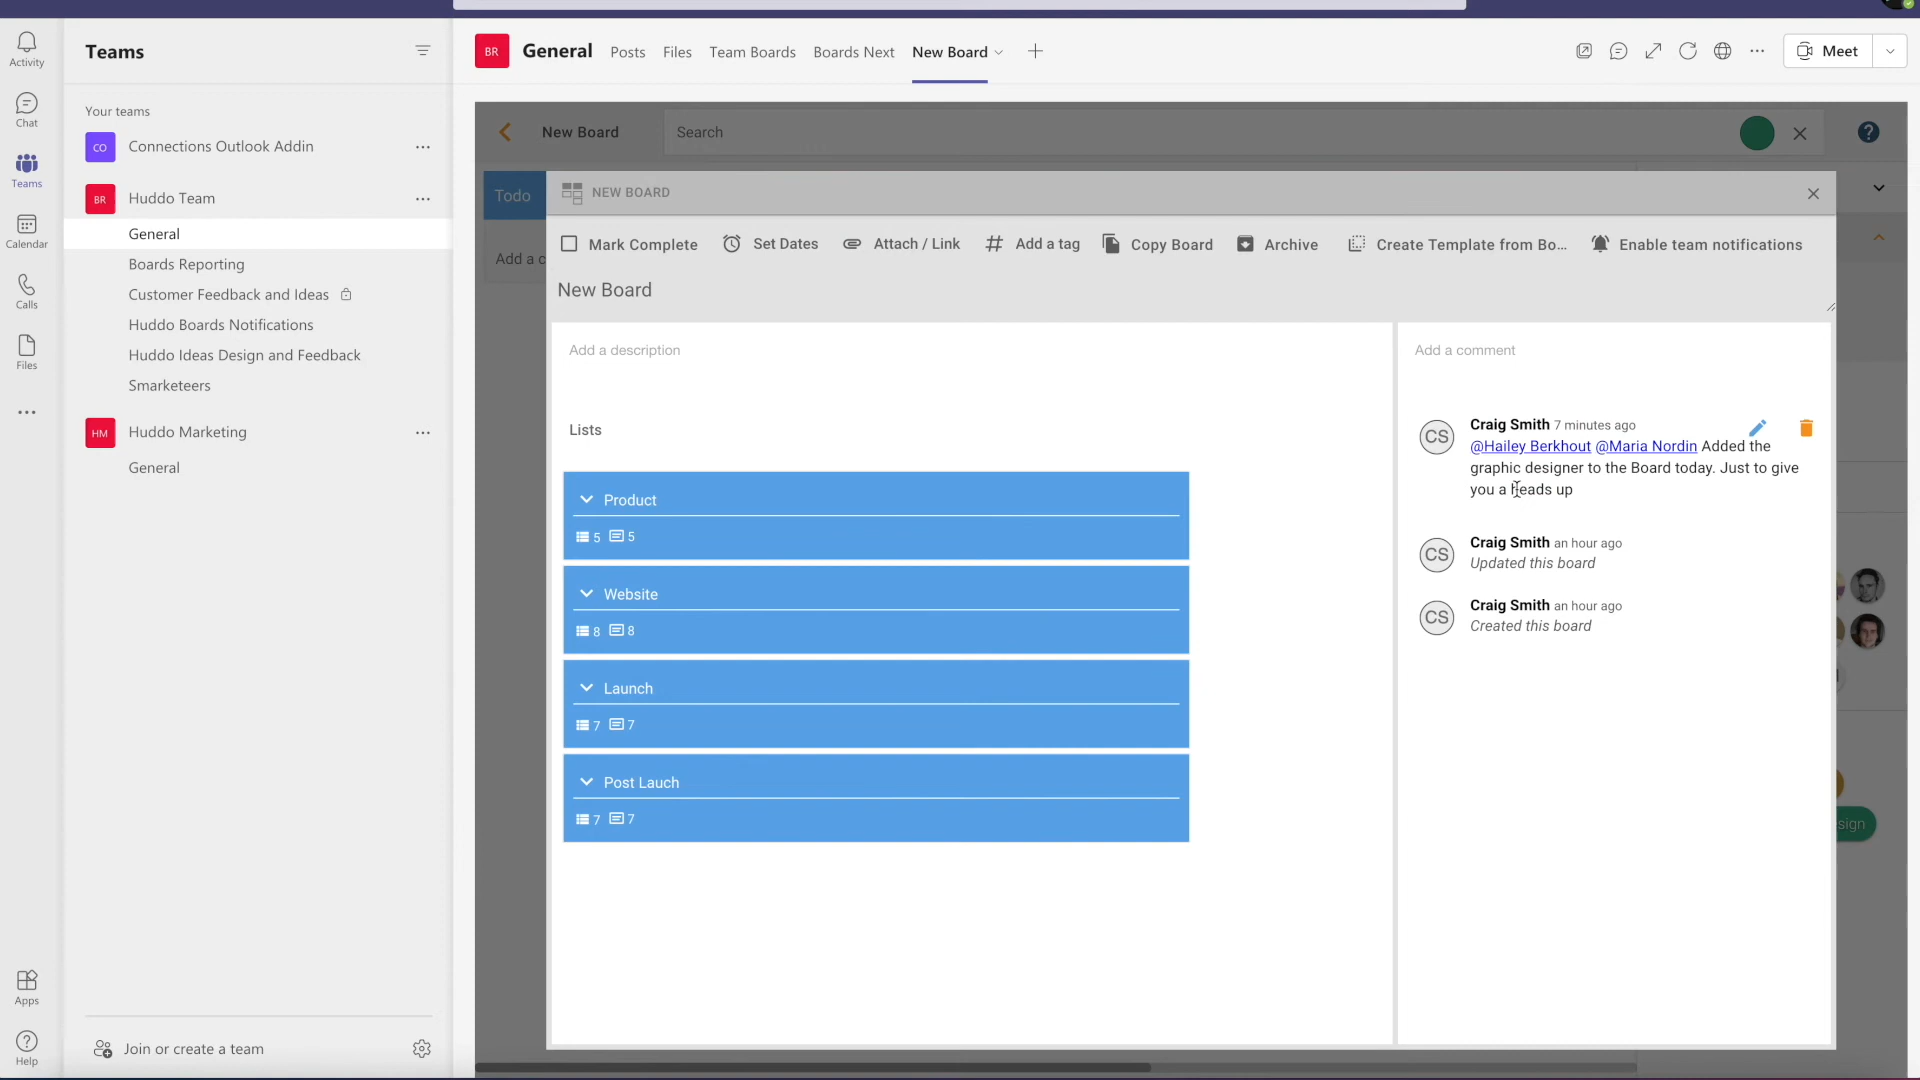 Activity
Chat
Teams
Calendar
Calls
Files
Apps
Help
Teams
Your teams
CO Connections Outlook Addin
BR Huddo Team
General
Boards Reporting
Customer Feedback and Ideas
Huddo Boards Notifications
Huddo Ideas Design and Feedback
Smarketeers
HM Huddo Marketing
General
Join or create a team
BR General Posts Files Team Boards Boards Next New Board Meet
New Board Search
Todo
Add a c
NEW BOARD
Mark Complete Set Dates Attach / Link # Add a tag Copy Board Archive Create Template from Bo... Enable team notifications
New Board
Add a description
Lists
Product
5 5
Website
8 8
Launch
7 7
Post Lauch
7 7
Add a comment
CS Craig Smith 7 minutes ago
@Hailey Berkhout @Maria Nordin Added the
graphic designer to the Board today. Just to give
you a heads up
CS Craig Smith an hour ago
Updated this board
CS Craig Smith an hour ago
Created this board
sign